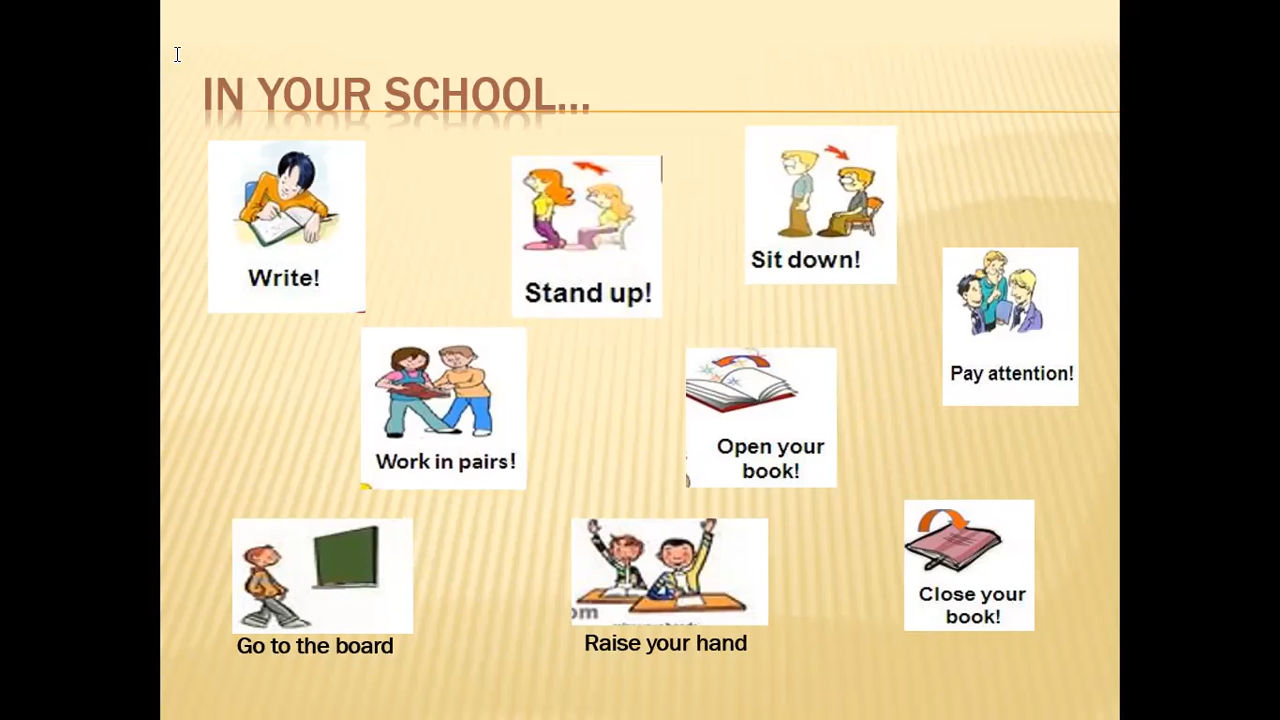 IN YOUR SCHOOL...
Write!
Stand up!
Sit down!
Pay attention!
Work in pairs!
Open your
book!
Go to the board
om
Raise your hand
Close your
book!